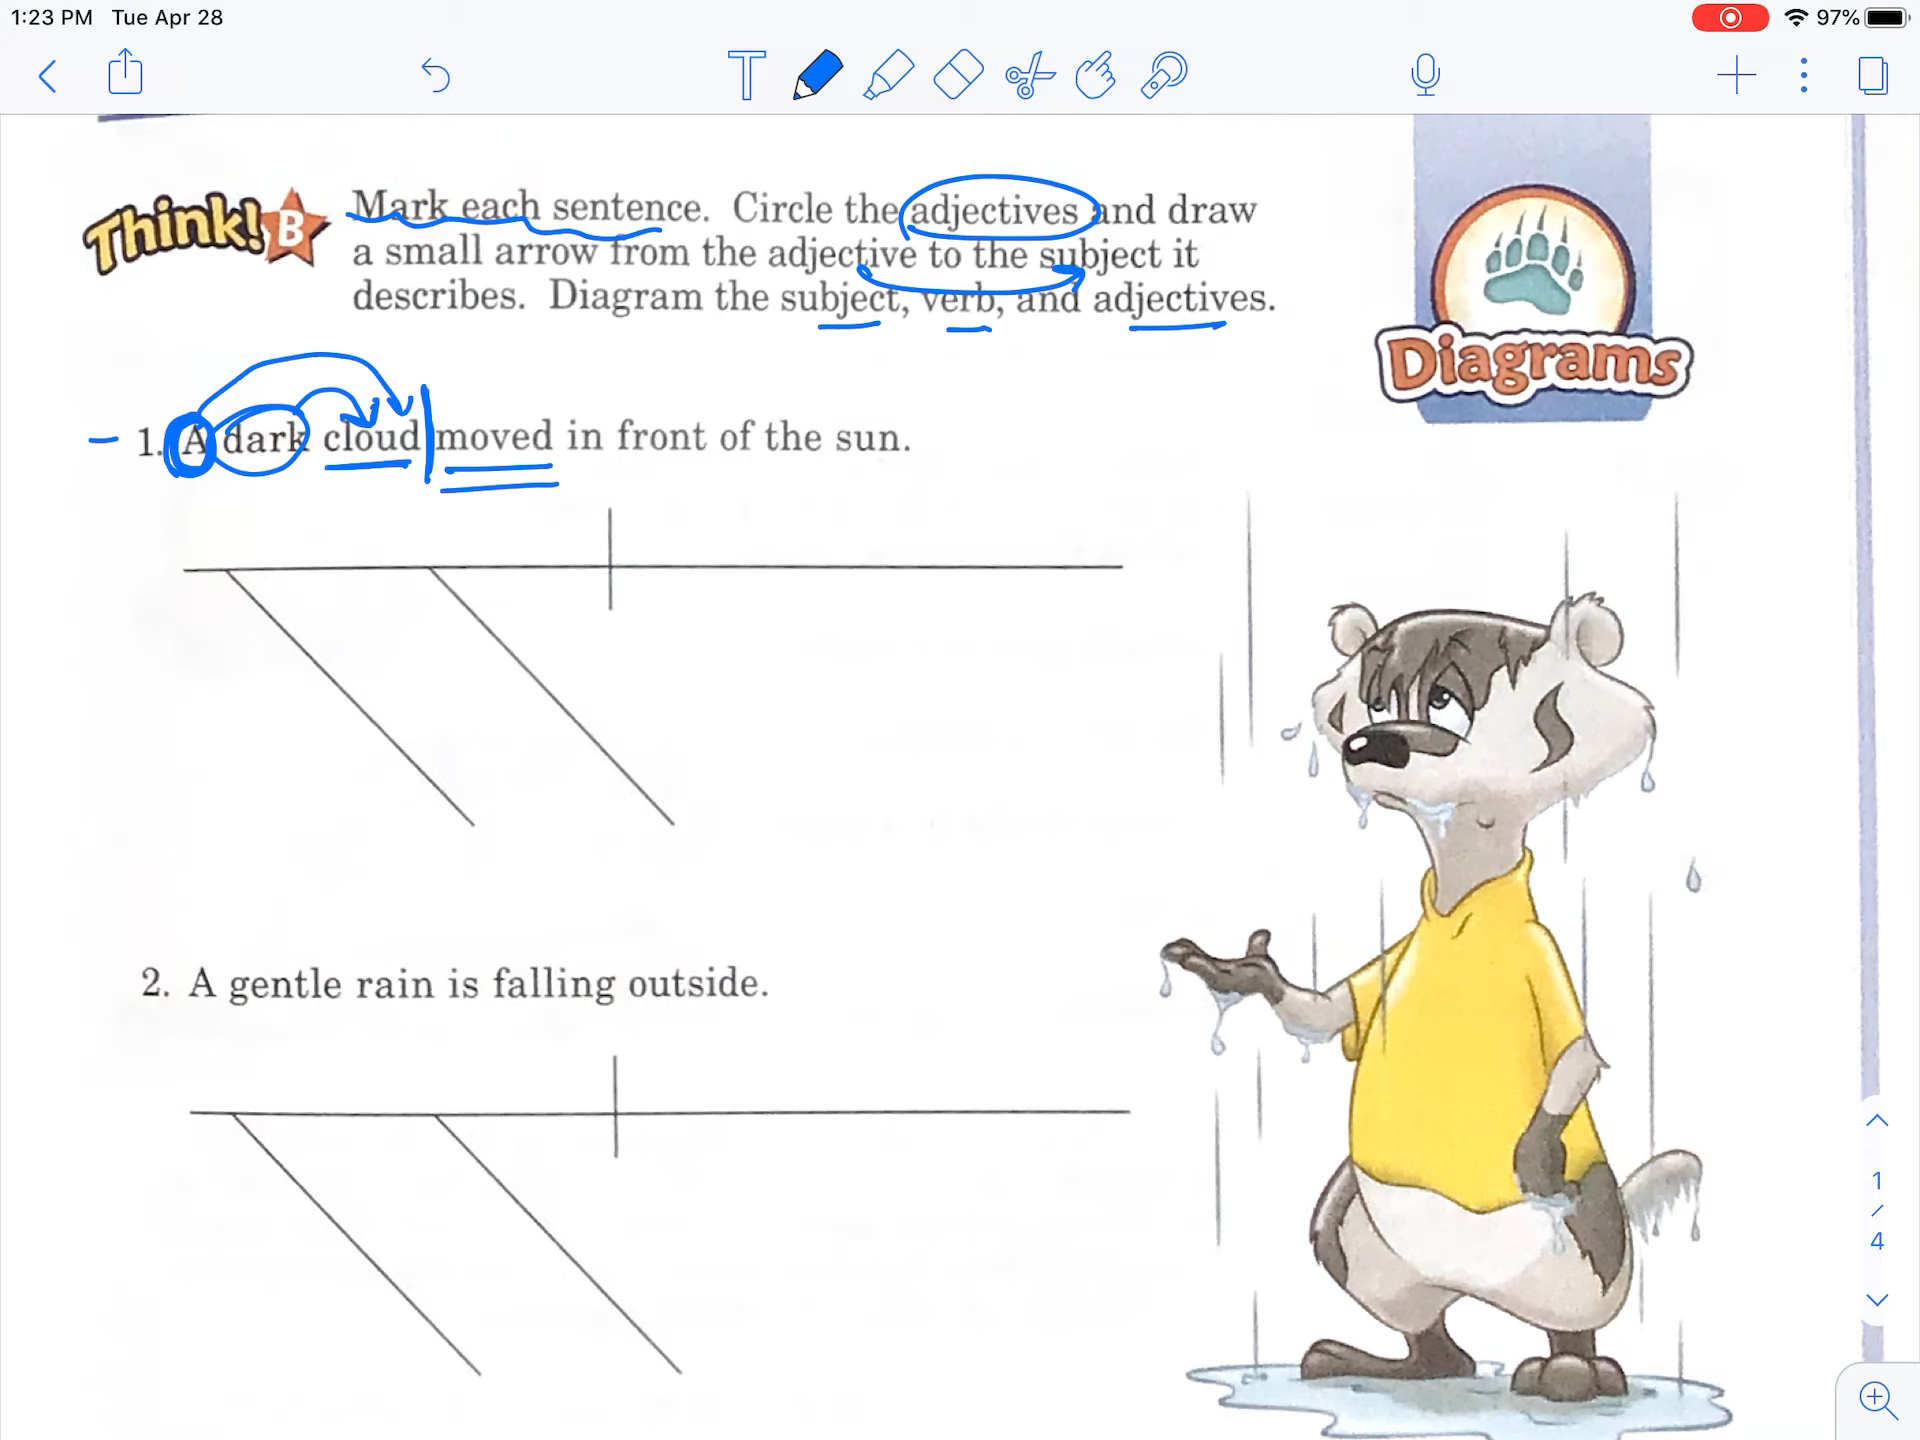 1:23 PM Tue Apr 28
97%
T
Think! B
Mark each sentence. Circle the adjectives and draw
a small arrow from the adjective to the subject it
describes. Diagram the subject, verb, and adjectives.
Diagrams
1. A dark cloud moved in front of the sun.
2. A gentle rain is falling outside.
1
/
4